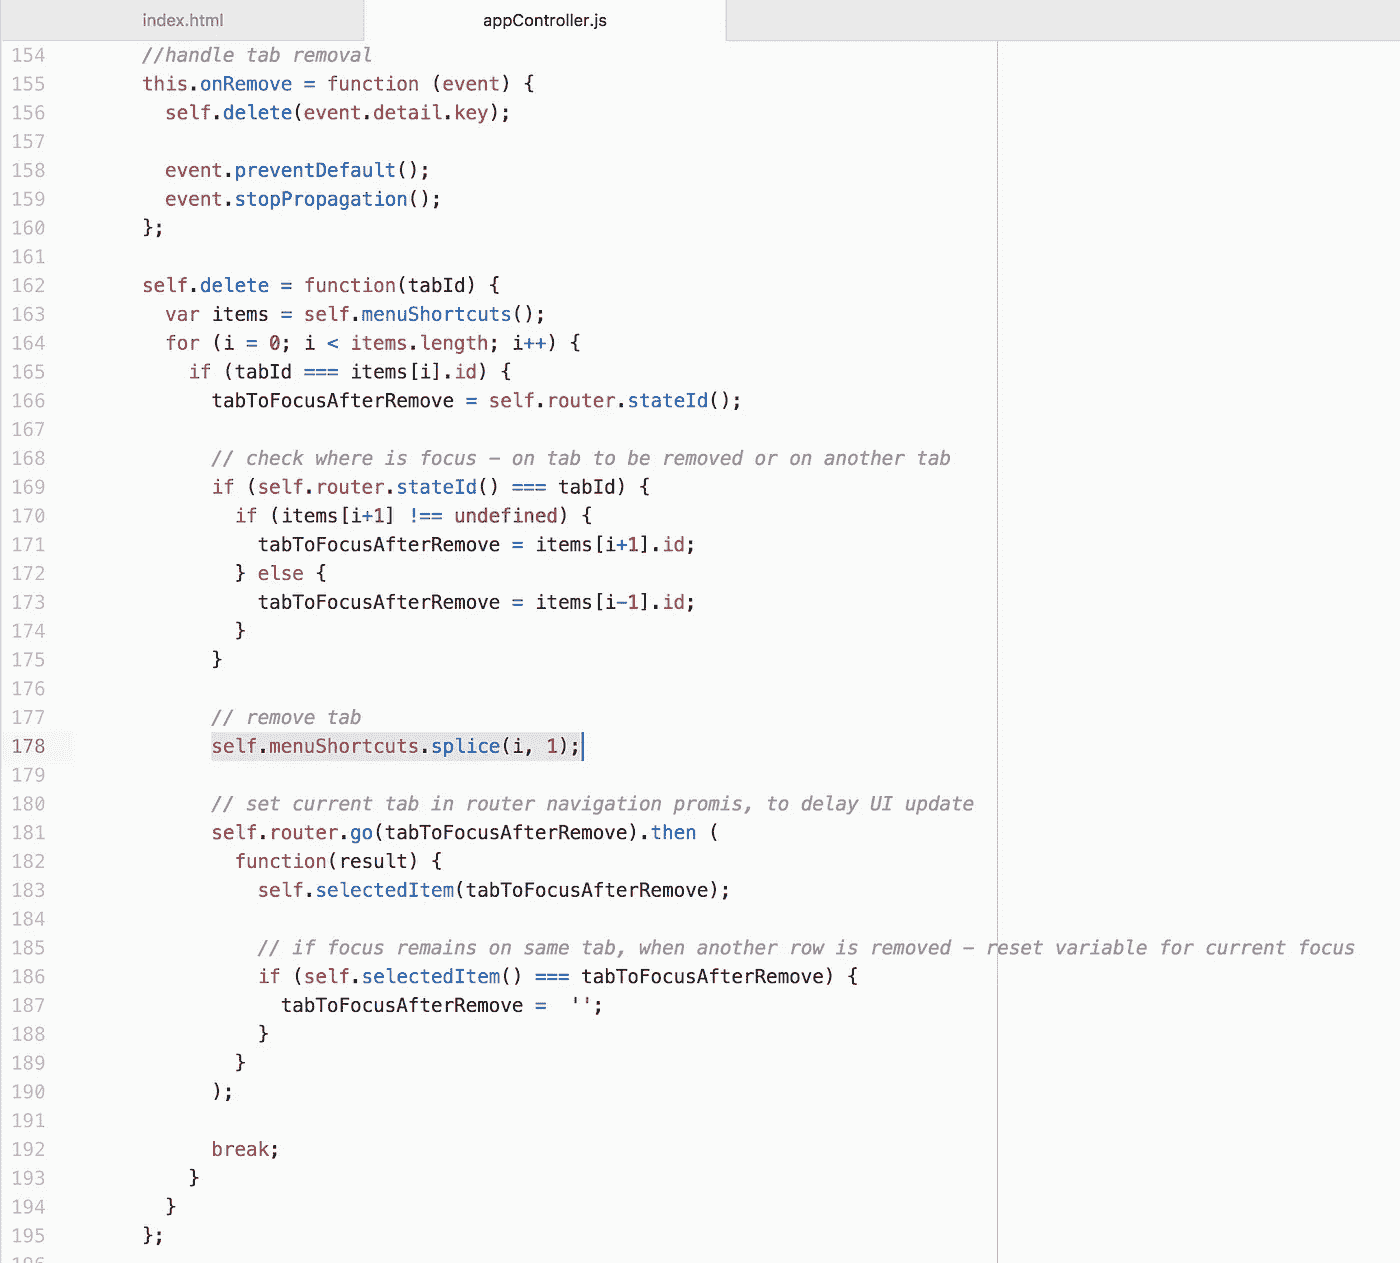 index.html
appController.js
154 //handle tab removal
155 this.onRemove = function (event) {
156 self.delete(event.detail.key);
157
158 event.preventDefault();
159 event.stopPropagation();
160 };
161
162 self.delete = function(tabId) {
163 var items = self.menuShortcuts();
164 for (i = 0; i < items.length; i++) {
165 if (tabId === items[i].id) {
166 tabToFocusAfterRemove = self.router.stateId();
167
168 // check where is focus – on tab to be removed or on another tab
169 if (self.router.stateId() === tabId) {
170 if (items[i+1] !== undefined) {
171 tabToFocusAfterRemove = items[i+1].id;
172 } else {
173 tabToFocusAfterRemove = items[i-1].id;
174 }
175 }
176
177 // remove tab
178 self.menuShortcuts.splice(i, 1);
179
180 // set current tab in router navigation promis, to delay UI update
181 self.router.go(tabToFocusAfterRemove).then (
182 function(result) {
183 self.selectedItem(tabToFocusAfterRemove);
184
185 // if focus remains on same tab, when another row is removed – reset variable for current focus
186 if (self.selectedItem() === tabToFocusAfterRemove) {
187 tabToFocusAfterRemove =  '';
188 }
189 }
190 );
191
192 break;
193 }
194 }
195 };